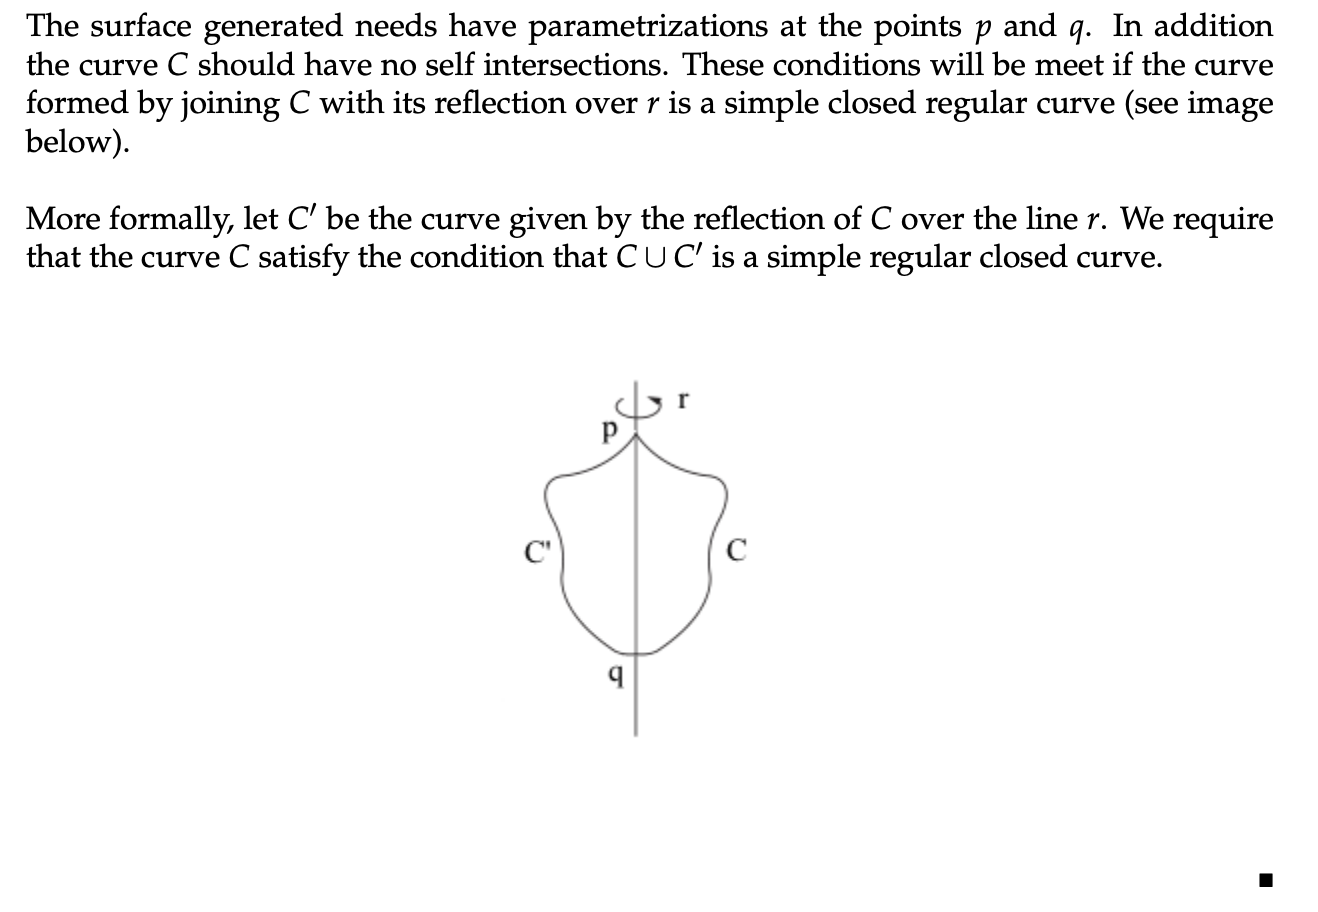 The surface generated needs have parametrizations at the points p and q. In addition
the curve C should have no self intersections. These conditions will be meet if the curve
formed by joining C with its reflection over r is a simple closed regular curve (see image
below).
More formally, let C′ be the curve given by the reflection of C over the line r. We require
that the curve C satisfy the condition that C ∪ C′ is a simple regular closed curve.
r
p
C'
C
q